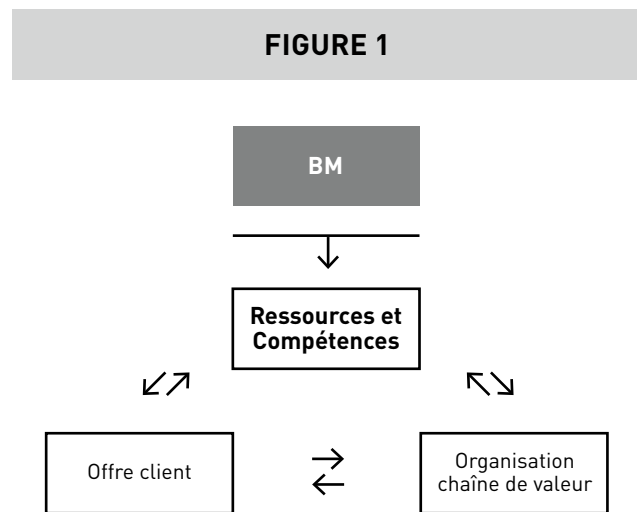 FIGURE 1
BM
Ressources et
Compétences
Offre client
Organisation
chaîne de valeur